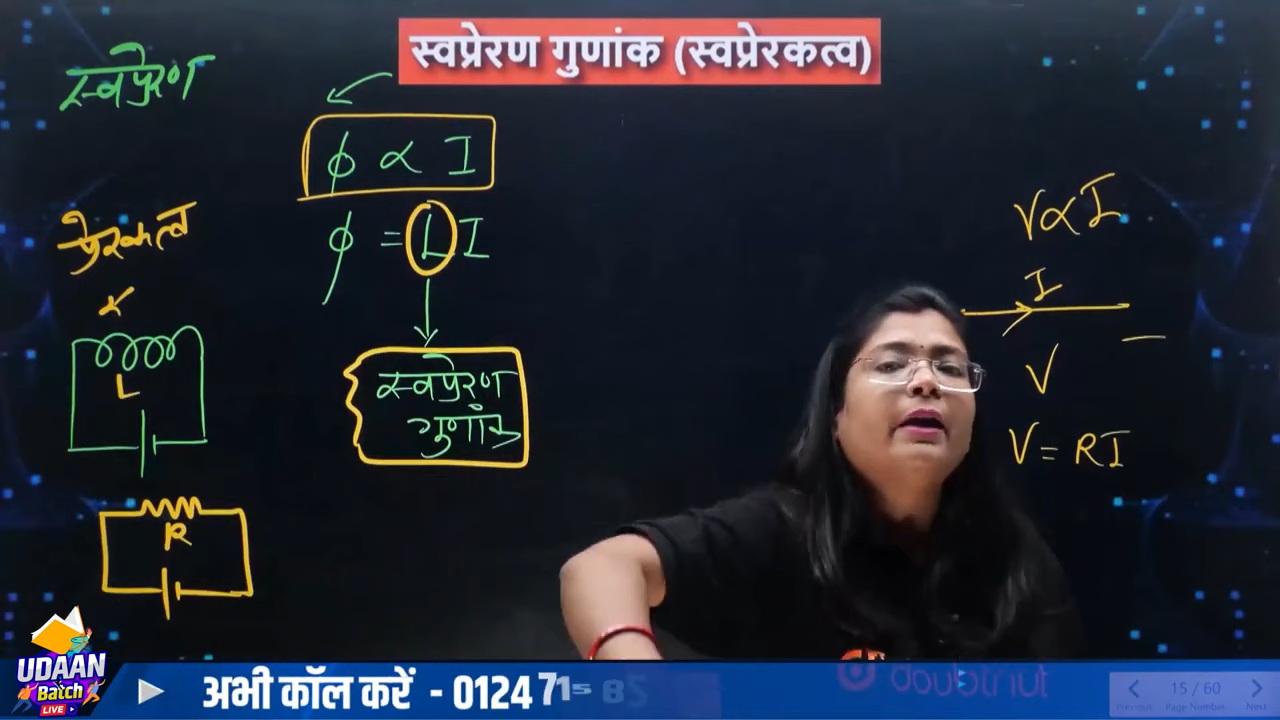 स्वप्रेरण गुणांक (स्वप्रेरकत्व)
स्वप्रेरण
ϕ ∝ I
ϕ = L I
स्वप्रेरण
गुणांक
प्रेरकत्व
L
R
V ∝ I
I
V
V = RI
UDAAN
Batch
LIVE
अभी कॉल करें - 0124 71
doubtnut
15 / 60
Previous Page Number Next